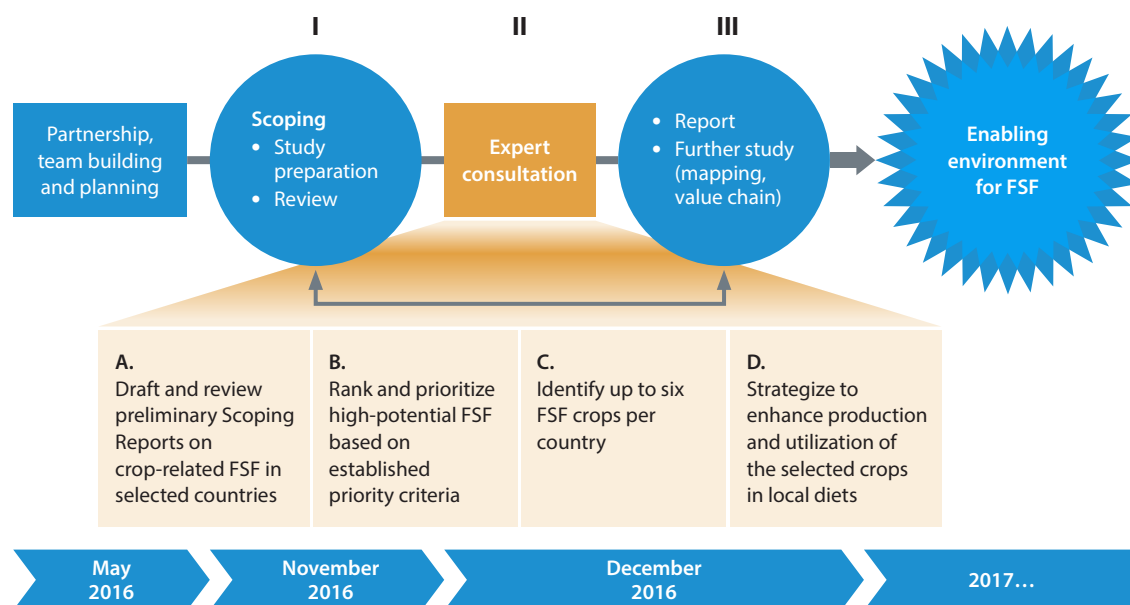 I
II
III
Partnership,
team building
and planning
Scoping
• Study
preparation
• Review
Expert
consultation
• Report
• Further study
(mapping,
value chain)
Enabling
environment
for FSF
A.
Draft and review
preliminary Scoping
Reports on
crop-related FSF in
selected countries
B.
Rank and prioritize
high-potential FSF
based on
established
priority criteria
C.
Identify up to six
FSF crops per
country
D.
Strategize to
enhance production
and utilization of
the selected crops
in local diets
May
2016
November
2016
December
2016
2017...